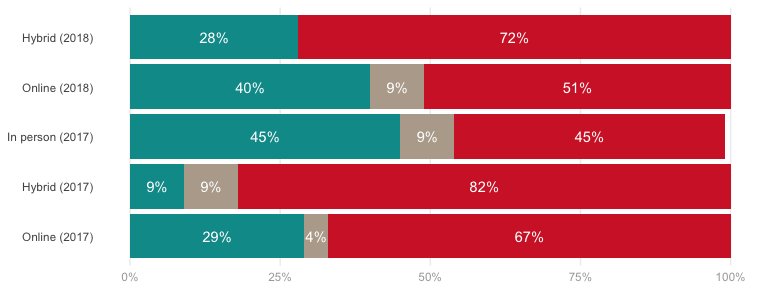 Hybrid (2018) 28% 72%
Online (2018) 40% 9% 51%
In person (2017) 45% 9% 45%
Hybrid (2017) 9% 9% 82%
Online (2017) 29% 4% 67%
0% 25% 50% 75% 100%